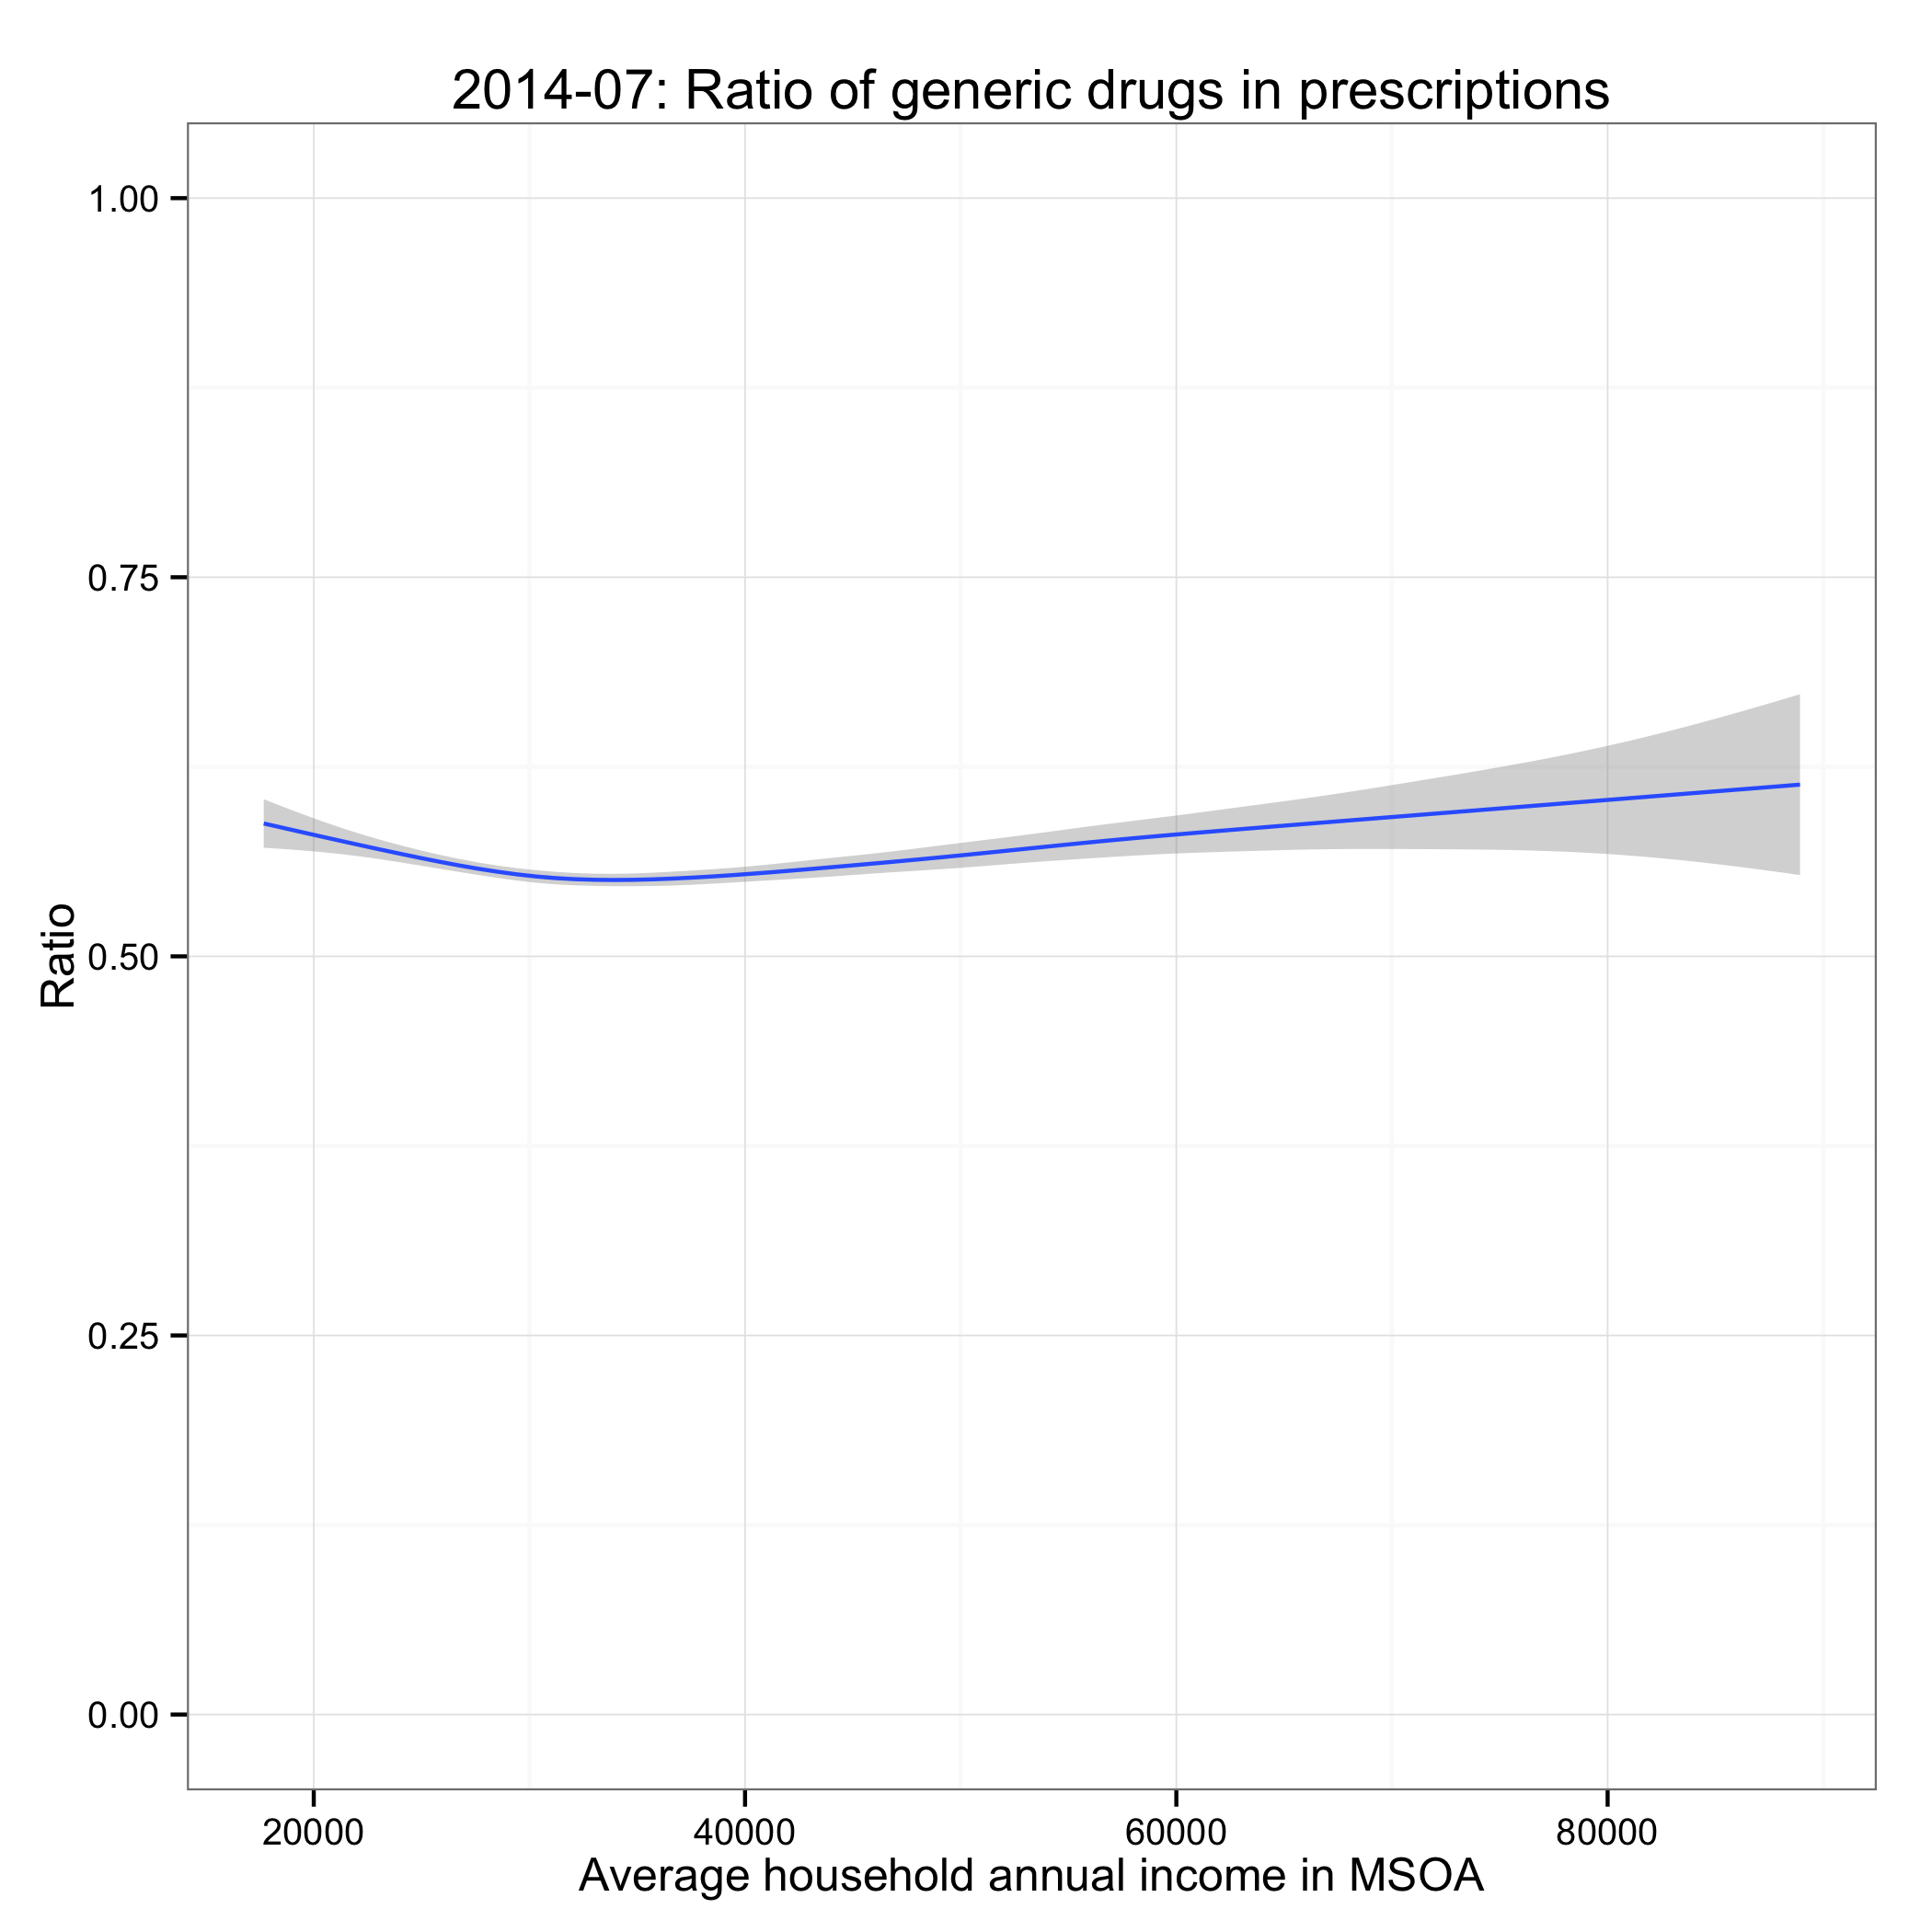 2014-07: Ratio of generic drugs in prescriptions
1.00
0.75
0.50
0.25
0.00
Ratio
20000 40000 60000 80000
Average household annual income in MSOA